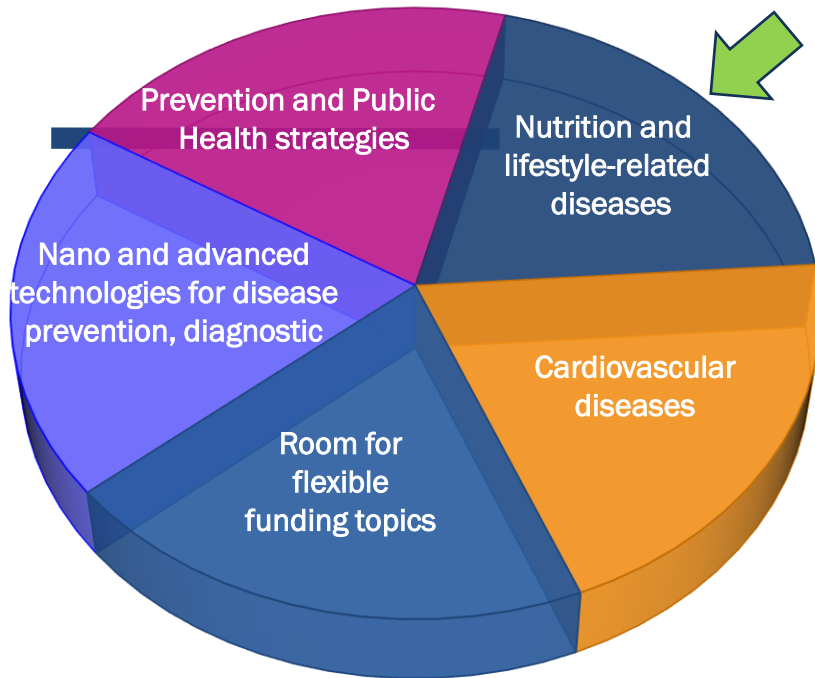 Prevention and Public
Health strategies
Nutrition and
lifestyle-related
diseases
Nano and advanced
technologies for disease
prevention, diagnostic
Cardiovascular
diseases
Room for
flexible
funding topics